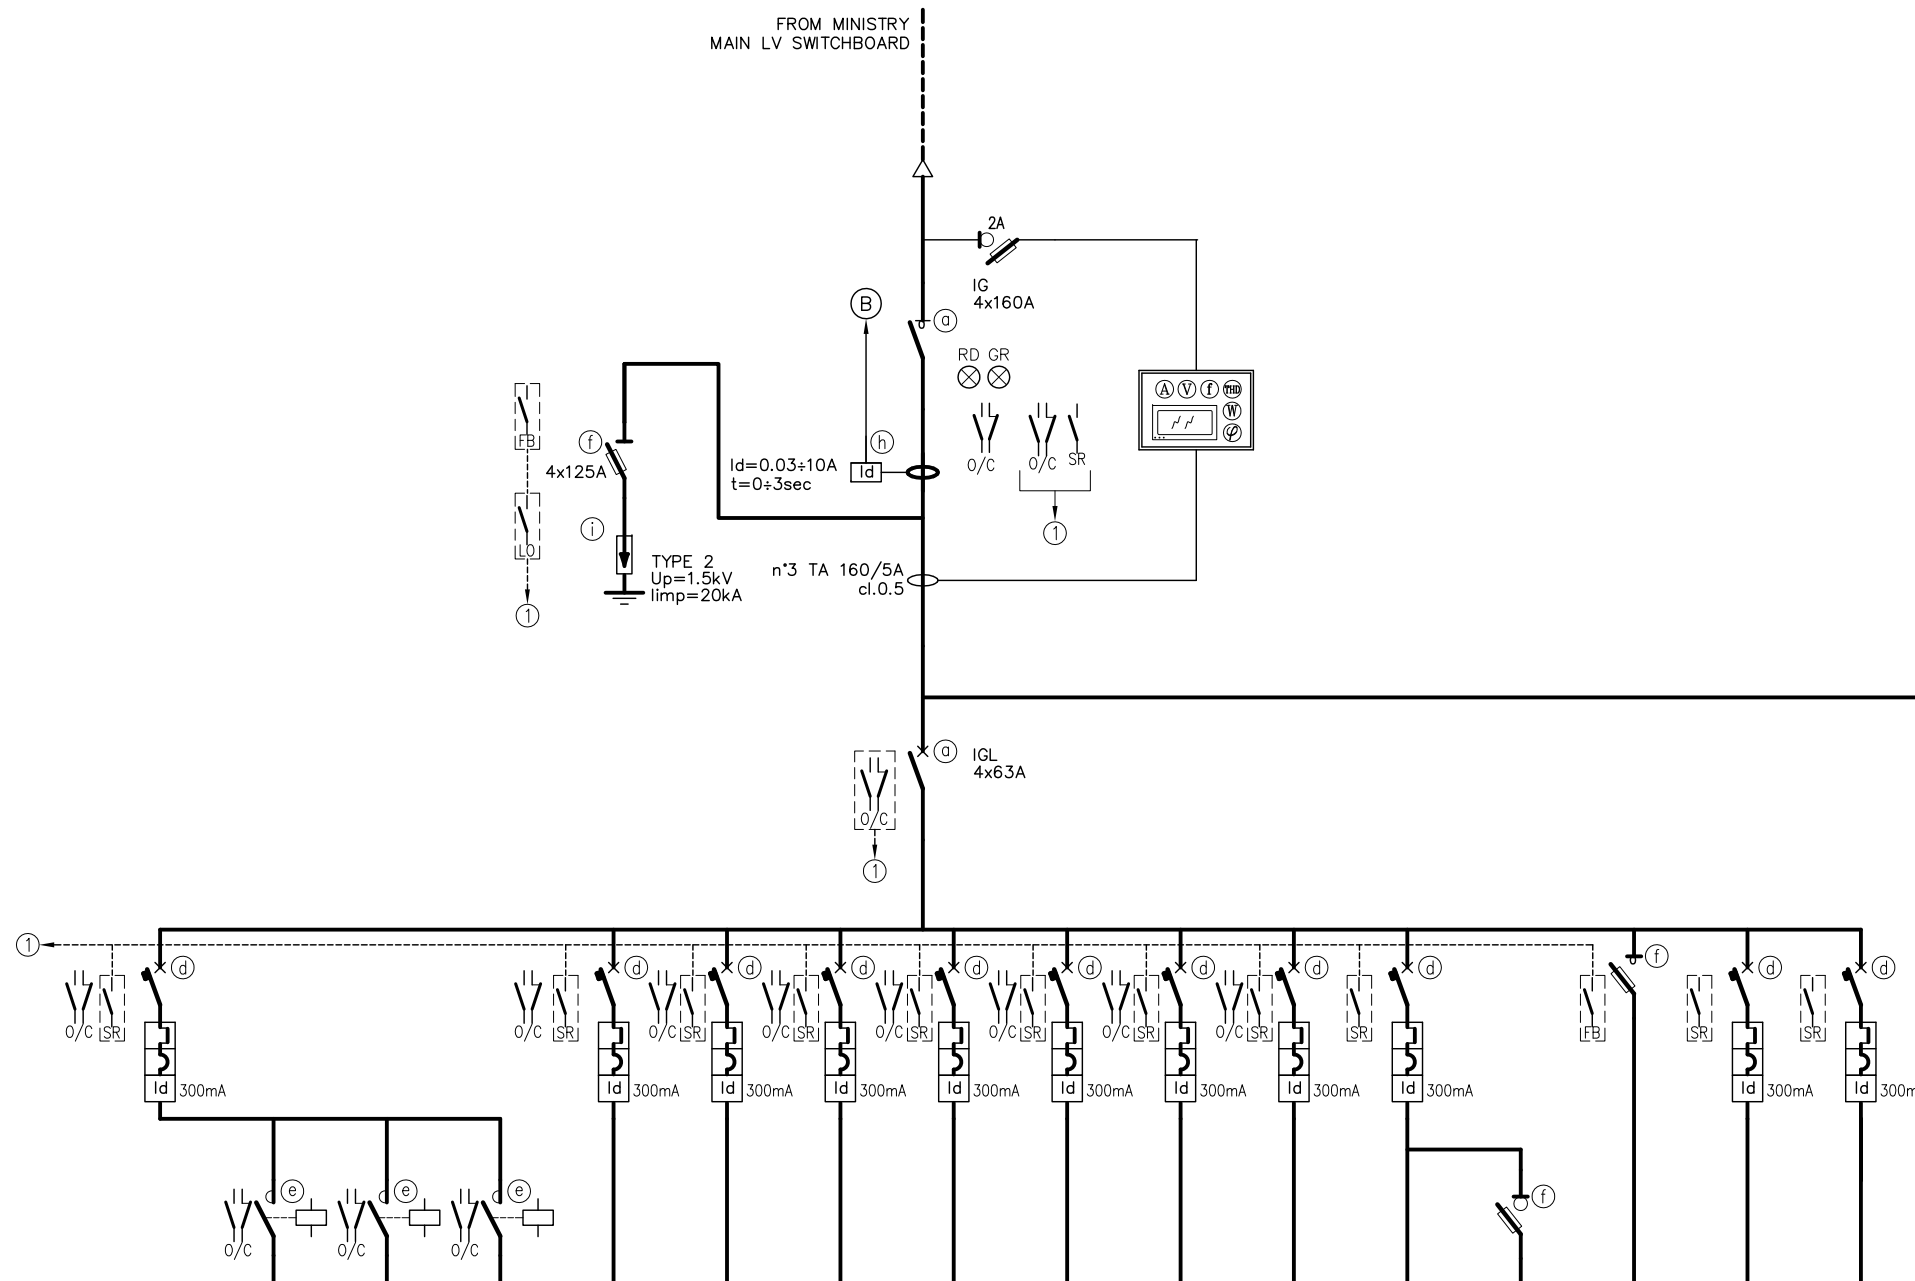 FROM MINISTRY
MAIN LV SWITCHBOARD
2A
IG
4x160A
B
a
RD GR
A V f THD
W
φ
FB
f
4x125A
Id=0.03÷10A
t=0÷3sec
h
Id
O/C
O/C
SR
LO
i
1
TYPE 2
Up=1.5kV
Iimp=20kA
n°3 TA 160/5A
cl.0.5
1
a
IGL
4x63A
O/C
1
1
d d d d d d d d d f d d
O/C SR O/C SR O/C SR O/C SR O/C SR O/C SR O/C SR O/C SR SR FB SR SR
Id 300mA Id 300mA Id 300mA Id 300mA Id 300mA Id 300mA Id 300mA Id 300mA Id 300mA Id 300mA Id 300m
e e e f
O/C O/C O/C